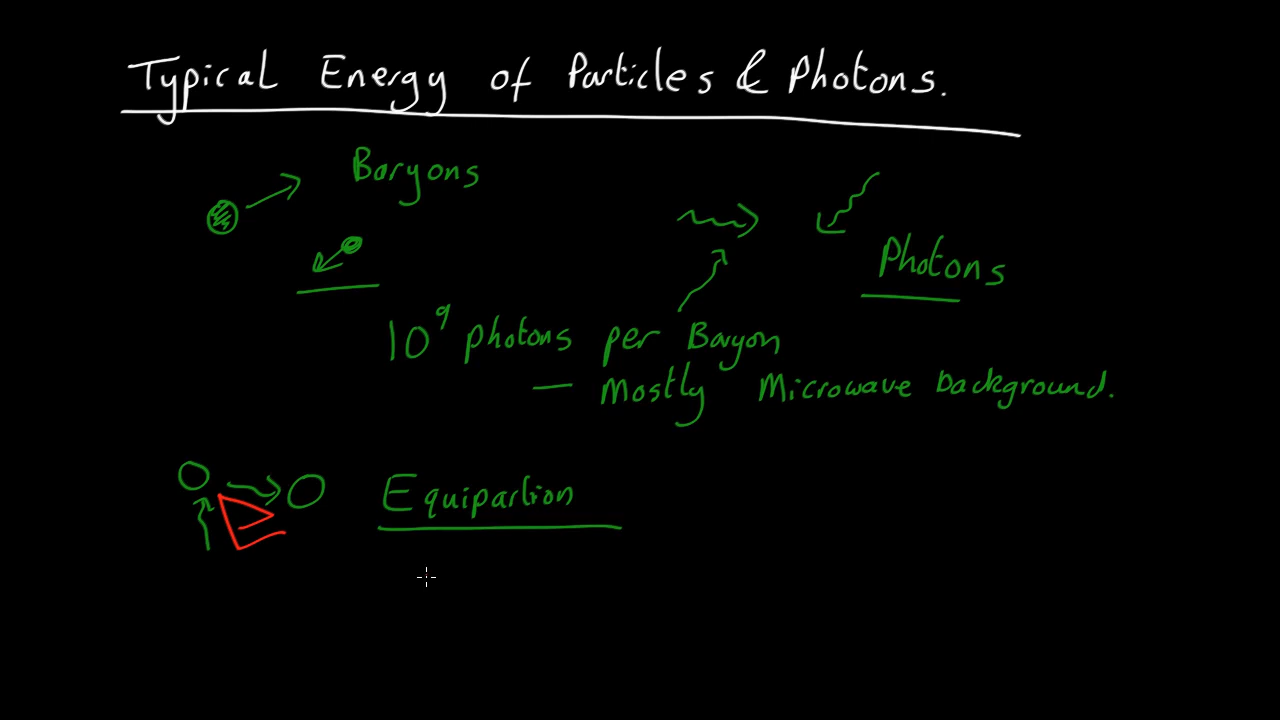 Typical Energy of Particles & Photons.
Baryons
Photons
10⁹ photons per Baryon
— Mostly Microwave background.
Equipartion